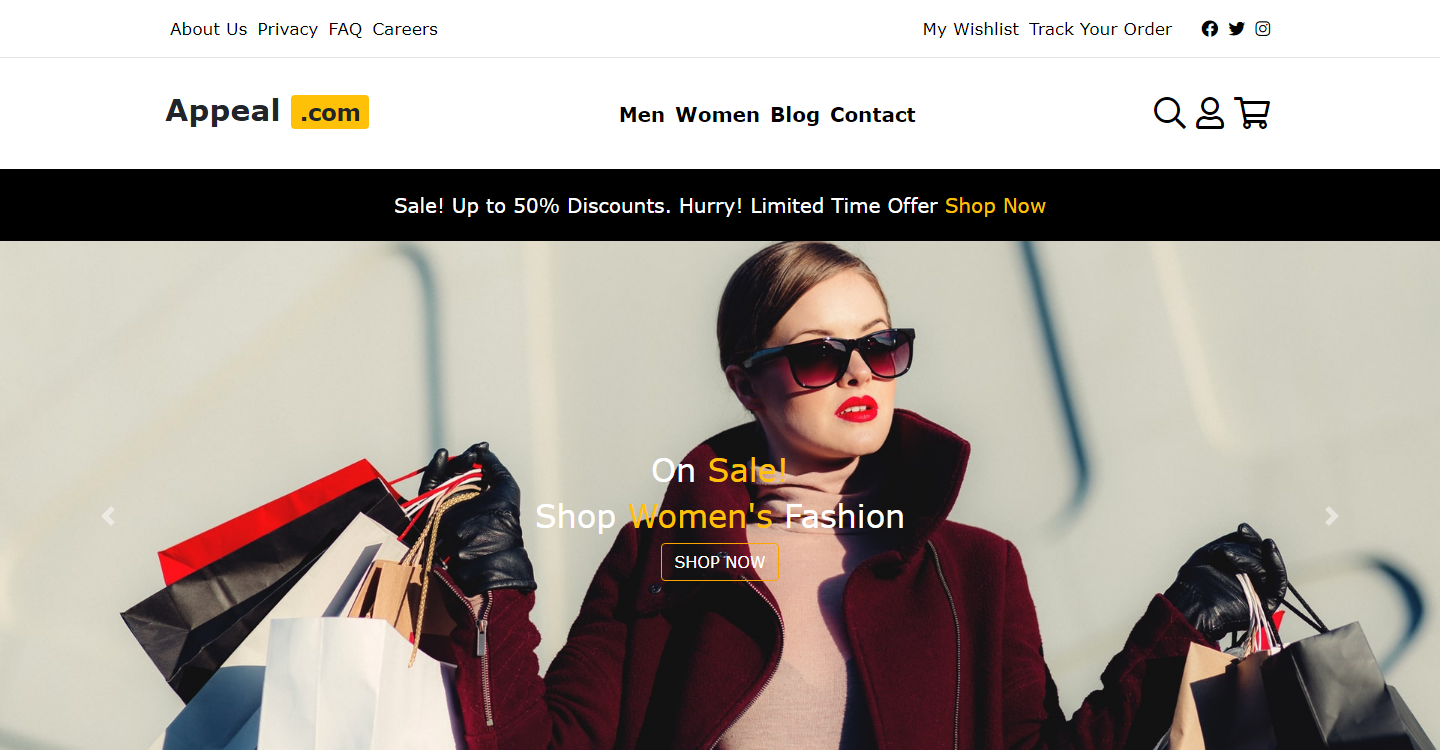 About Us Privacy FAQ Careers My Wishlist Track Your Order
Appeal .com Men Women Blog Contact
Sale! Up to 50% Discounts. Hurry! Limited Time Offer Shop Now
On Sale!
Shop Women's Fashion
SHOP NOW